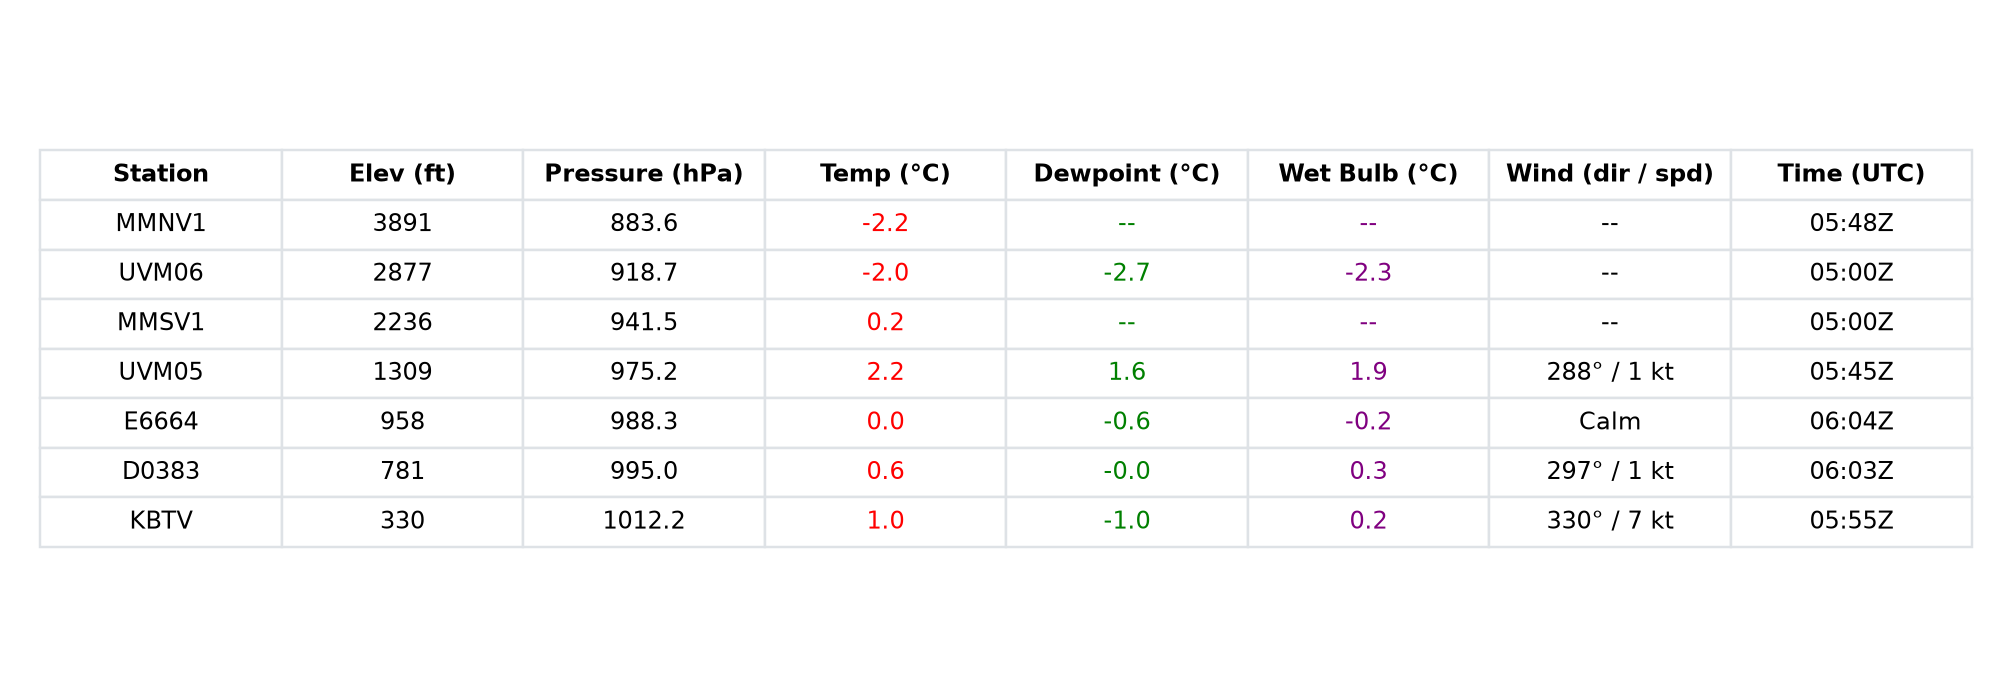 Station Elev (ft) Pressure (hPa) Temp (°C) Dewpoint (°C) Wet Bulb (°C) Wind (dir / spd) Time (UTC)
MMNV1 3891 883.6 -2.2 -- -- -- 05:48Z
UVM06 2877 918.7 -2.0 -2.7 -2.3 -- 05:00Z
MMSV1 2236 941.5 0.2 -- -- -- 05:00Z
UVM05 1309 975.2 2.2 1.6 1.9 288° / 1 kt 05:45Z
E6664 958 988.3 0.0 -0.6 -0.2 Calm 06:04Z
D0383 781 995.0 0.6 -0.0 0.3 297° / 1 kt 06:03Z
KBTV 330 1012.2 1.0 -1.0 0.2 330° / 7 kt 05:55Z